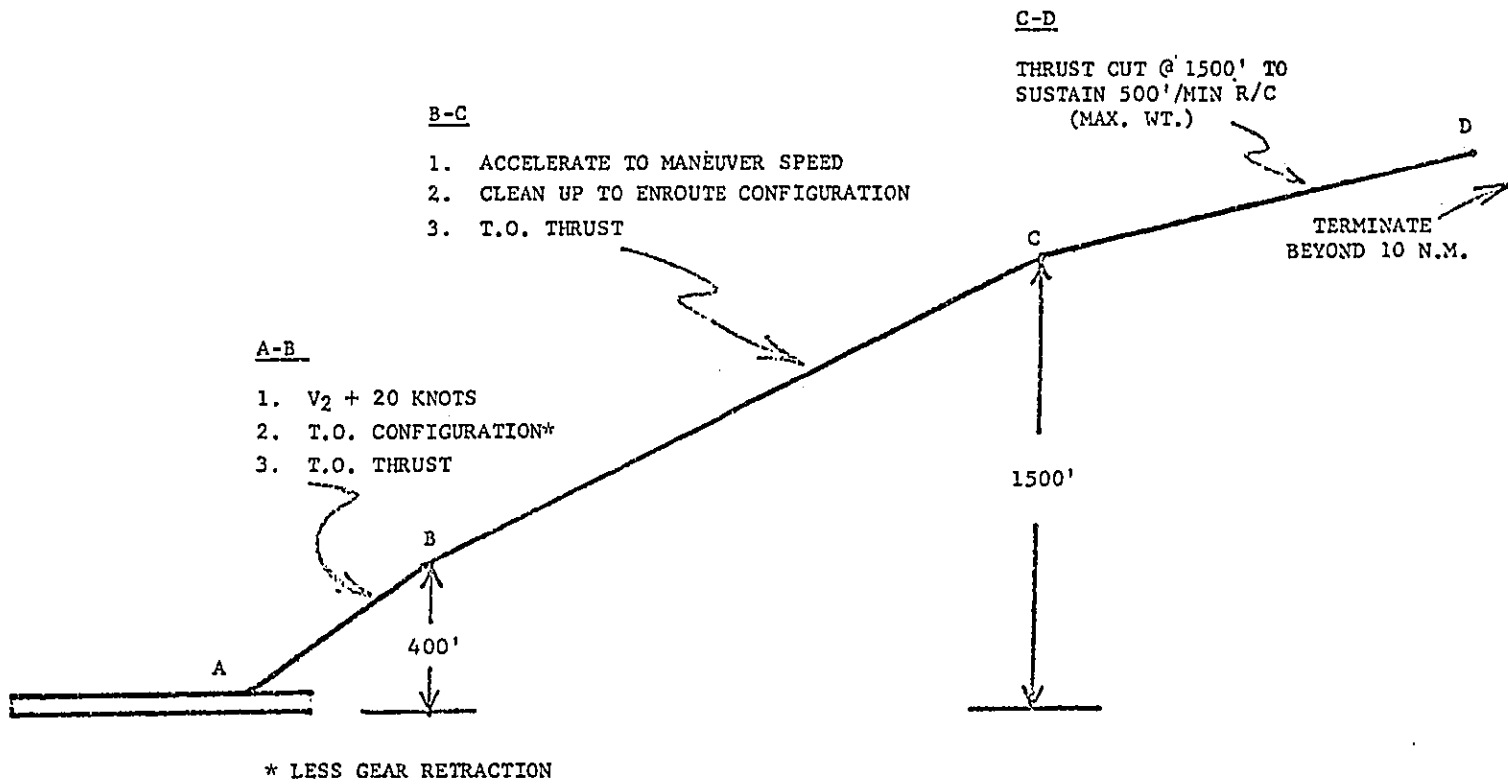 C-D
THRUST CUT @ 1500' TO
SUSTAIN 500'/MIN R/C
(MAX. WT.)
B-C
1. ACCELERATE TO MANEUVER SPEED
2. CLEAN UP TO ENROUTE CONFIGURATION
3. T.O. THRUST
D
TERMINATE
BEYOND 10 N.M.
C
A-B
1. V₂ + 20 KNOTS
2. T.O. CONFIGURATION*
3. T.O. THRUST
1500'
B
400'
A
* LESS GEAR RETRACTION